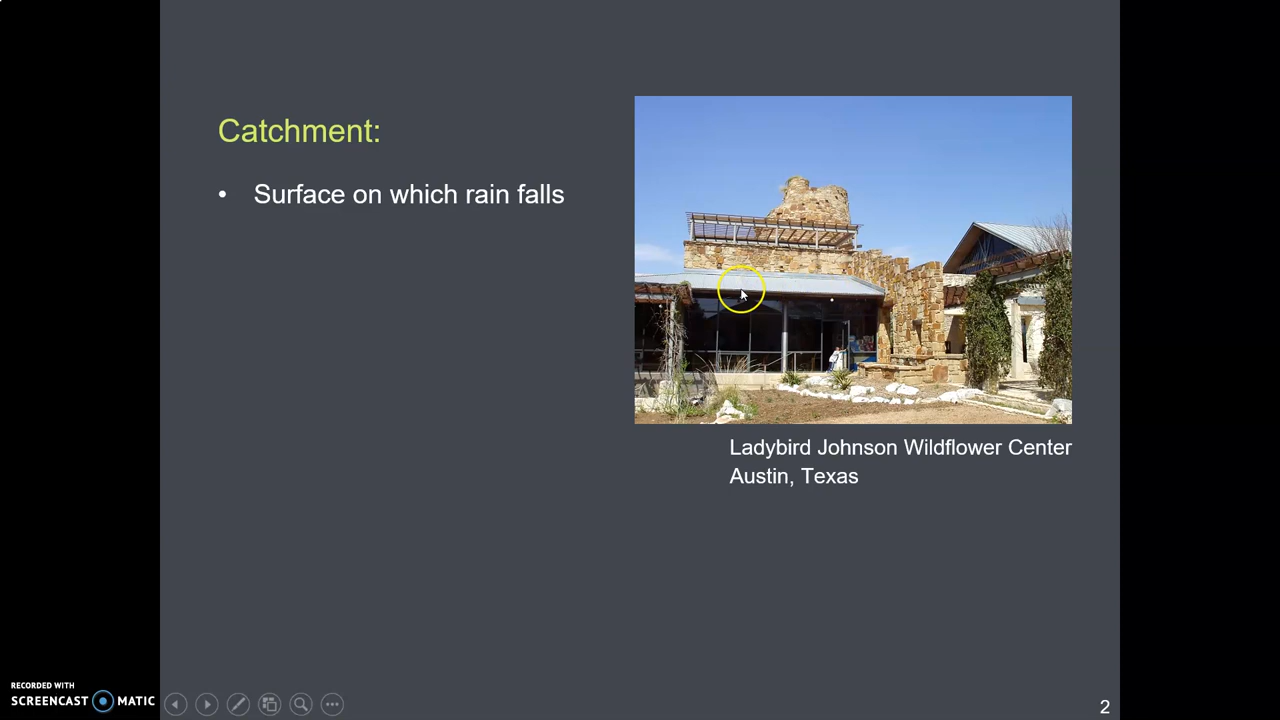 Catchment:
• Surface on which rain falls
Ladybird Johnson Wildflower Center
Austin, Texas
RECORDED WITH
SCREENCAST MATIC
2